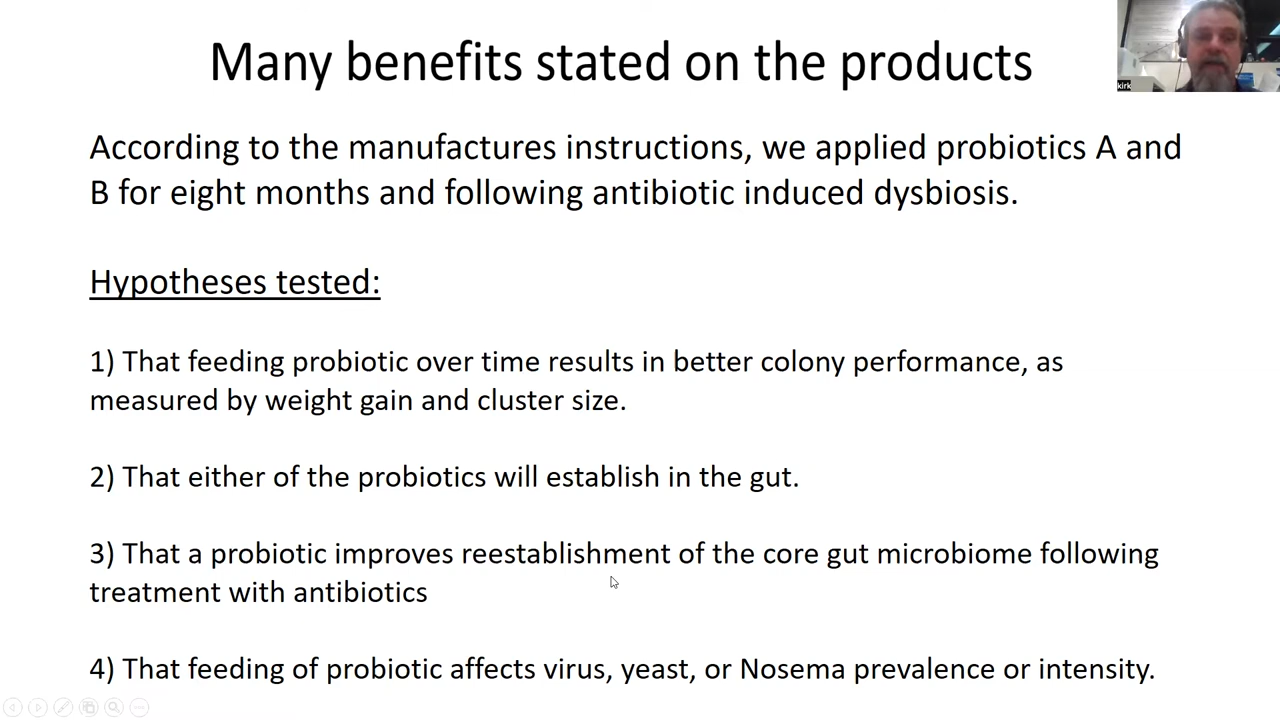 Many benefits stated on the products
kirk
According to the manufactures instructions, we applied probiotics A and
B for eight months and following antibiotic induced dysbiosis.
Hypotheses tested:
1) That feeding probiotic over time results in better colony performance, as
measured by weight gain and cluster size.
2) That either of the probiotics will establish in the gut.
3) That a probiotic improves reestablishment of the core gut microbiome following
treatment with antibiotics
4) That feeding of probiotic affects virus, yeast, or Nosema prevalence or intensity.